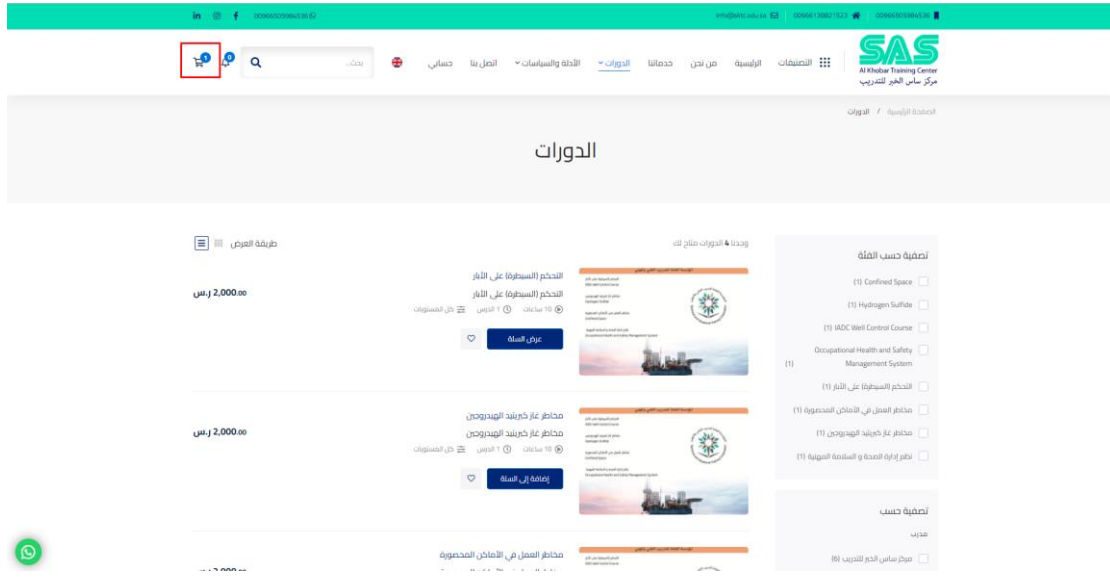 00966505984536
00966138821523
info@skts.edu.sa
00966505984536
SAS
Al Khobar Training Center
مركز ساس الخبر للتدريب
التصنيفات
الرئيسية
من نحن
خدماتنا
الدورات
الأدلة والسياسات
اتصل بنا
حسابي
بحث...
0
1
الصفحة الرئيسية / الدورات
الدورات
تصفية حسب الفئة
Confined Space (1)
Hydrogen Sulfide (1)
IADC Well Control Course (1)
Occupational Health and Safety
Management System (1)
التحكم (السيطرة) على الأبار (1)
مخاطر العمل في الأماكن المحصورة (1)
مخاطر غاز كبريتيد الهيدروجين (1)
نظم إدارة الصحة و السلامة المهنية (1)
تصفية حسب
مدرب
مركز ساس الخبر للتدريب (6)
وجدنا 4 الدورات متاح لك
طريقة العرض
التحكم (السيطرة) على الأبار
التحكم (السيطرة) على الأبار
10 ساعات 1 الدرس كل المستويات
عرض السلة
2,000.00 ر.س
مخاطر غاز كبريتيد الهيدروجين
مخاطر غاز كبريتيد الهيدروجين
10 ساعات 1 الدرس كل المستويات
إضافة إلى السلة
2,000.00 ر.س
مخاطر العمل في الأماكن المحصورة